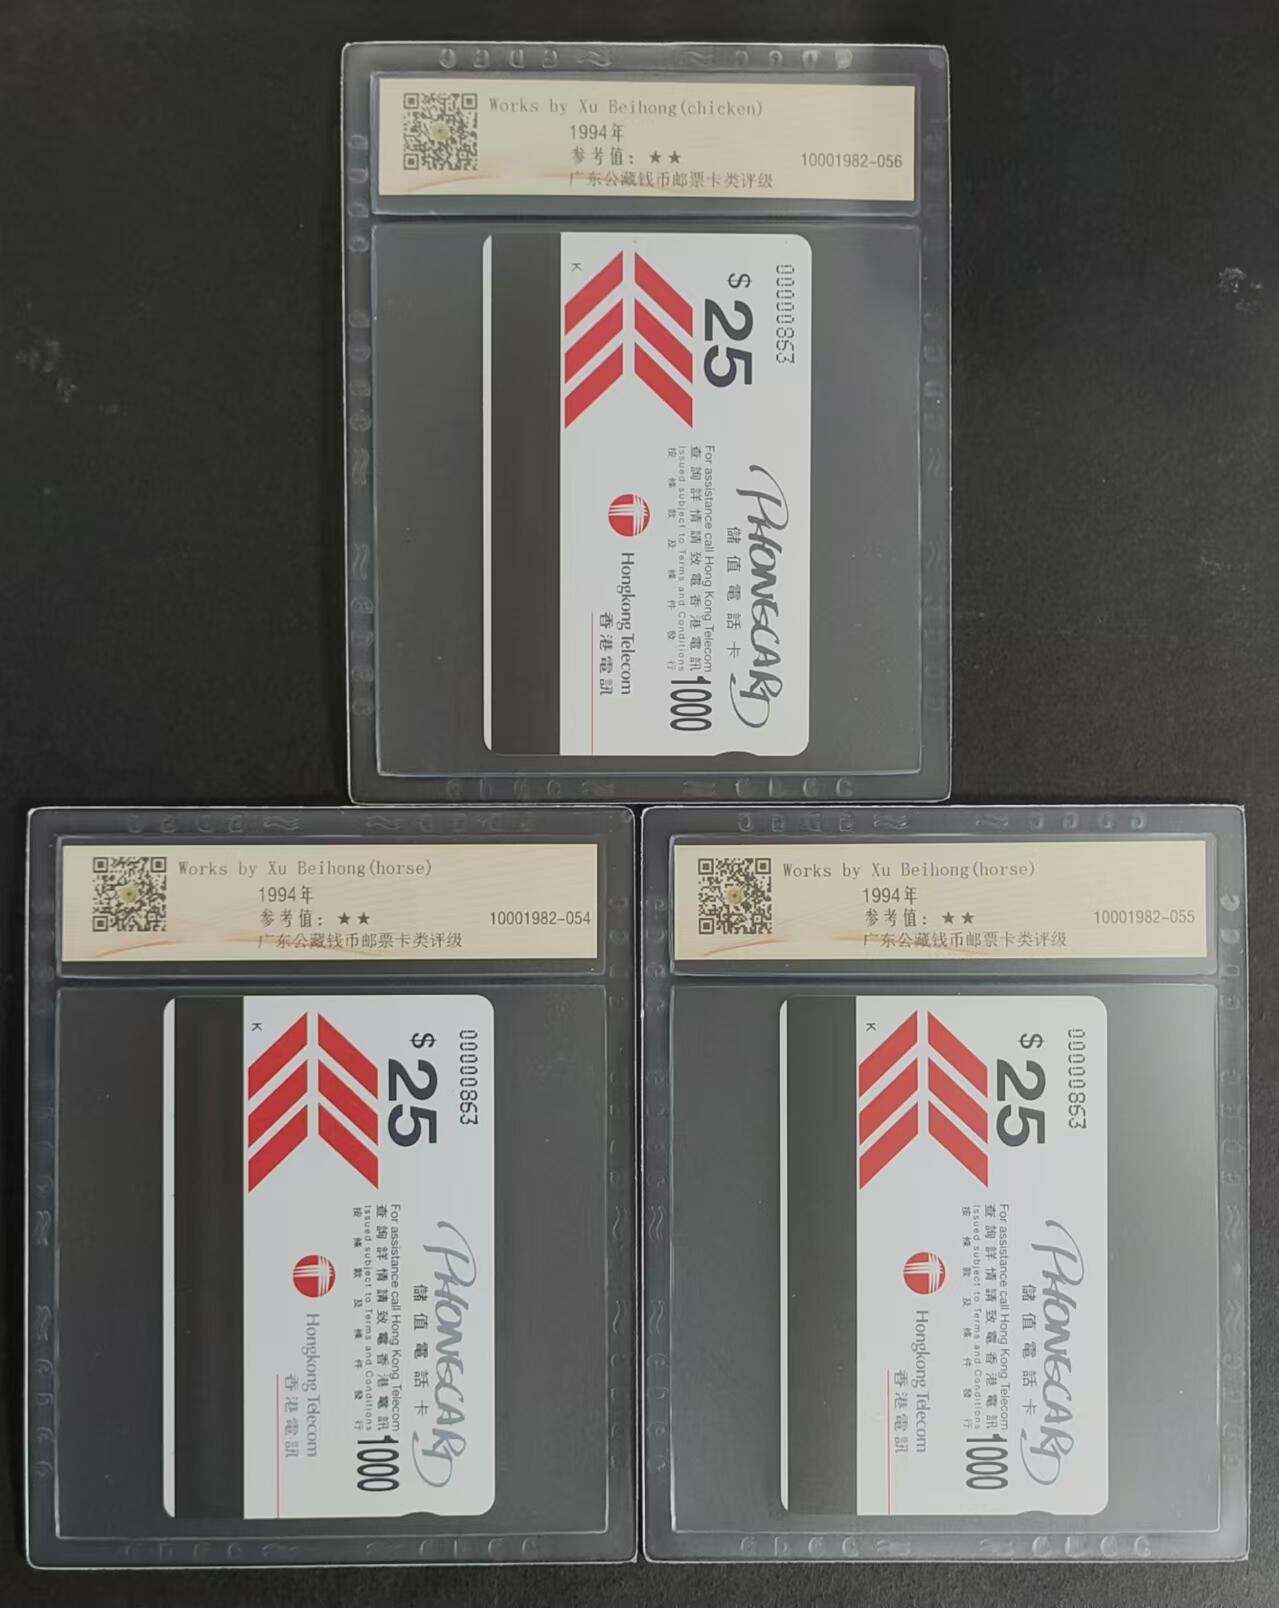 Works by Xu Beihong(chicken)
1994年
参考值：★★
10001982-056
广东公藏钱币邮票卡类评级
00000863
$25
K
PHONECARD
儲值電話卡
For assistance call Hong Kong Telecom
查詢詳情請致電香港電訊
Issued subject to Terms and Conditions
按條款及條件發行
1000
Hongkong Telecom
香港電訊
Works by Xu Beihong(horse)
1994年
参考值：★★
10001982-054
广东公藏钱币邮票卡类评级
00000863
$25
K
PHONECARD
儲值電話卡
For assistance call Hong Kong Telecom
查詢詳情請致電香港電訊
Issued subject to Terms and Conditions
按條款及條件發行
1000
Hongkong Telecom
香港電訊
Works by Xu Beihong(horse)
1994年
参考值：★★
10001982-055
广东公藏钱币邮票卡类评级
00000863
$25
K
PHONECARD
儲值電話卡
For assistance call Hong Kong Telecom
查詢詳情請致電香港電訊
Issued subject to Terms and Conditions
按條款及條件發行
1000
Hongkong Telecom
香港電訊